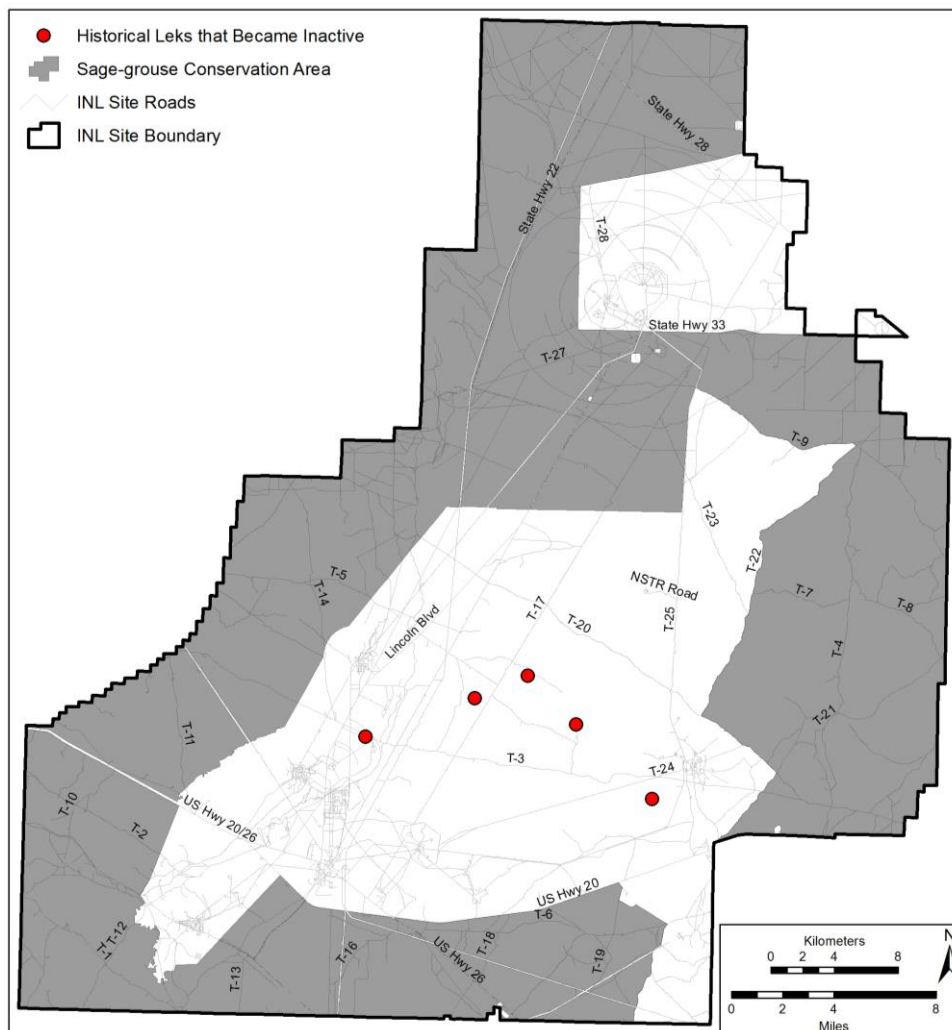 Historical Leks that Became Inactive
Sage-grouse Conservation Area
INL Site Roads
INL Site Boundary
State Hwy 28
State Hwy 22
T-28
State Hwy 33
T-27
T-9
T-23
T-22
T-5
T-14
NSTR Road
T-7
T-8
T-17
T-25
Lincoln Blvd
T-20
T-4
T-21
T-11
T-3
T-24
T-10
US Hwy 20/26
T-2
US Hwy 20
T-6
T-12
T-1
T-13
T-16
US Hwy 26
T-18
T-19
N
Kilometers
0 2 4 8
0 2 4 8
Miles